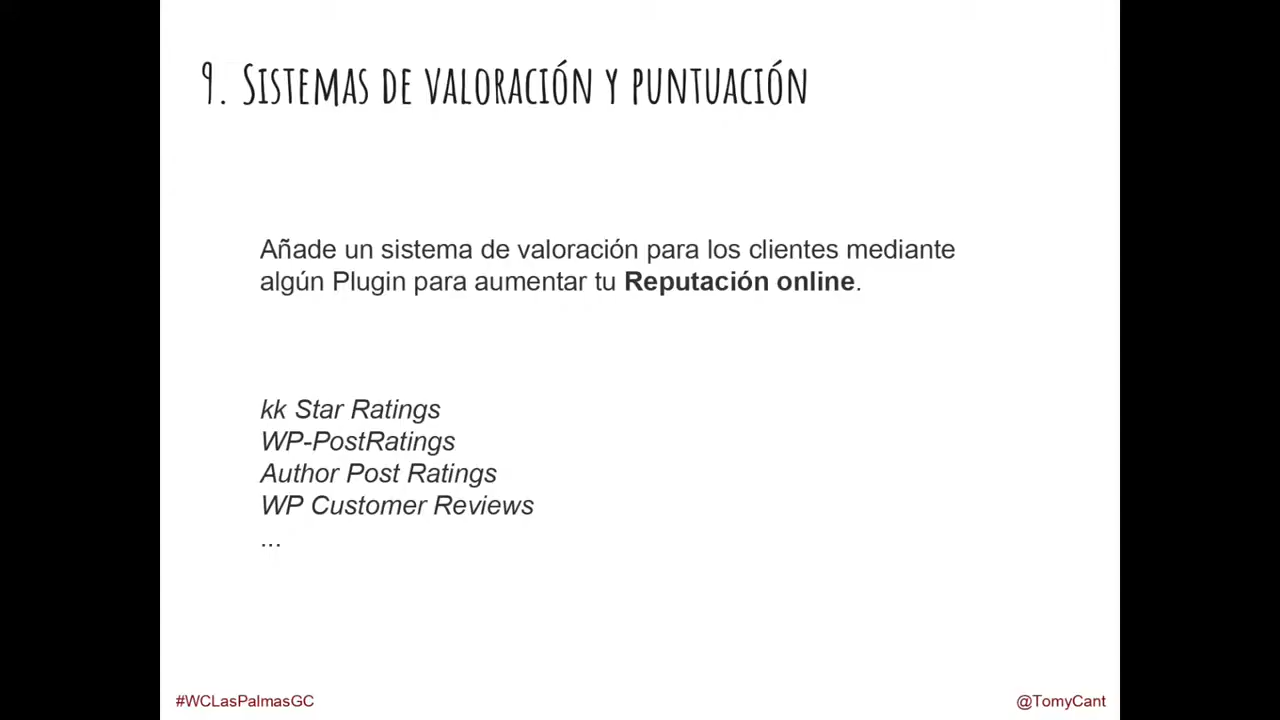 9. Sistemas de valoración y puntuación
Añade un sistema de valoración para los clientes mediante
algún Plugin para aumentar tu Reputación online.
kk Star Ratings
WP-PostRatings
Author Post Ratings
WP Customer Reviews
...
#WCLasPalmasGC
@TomyCant